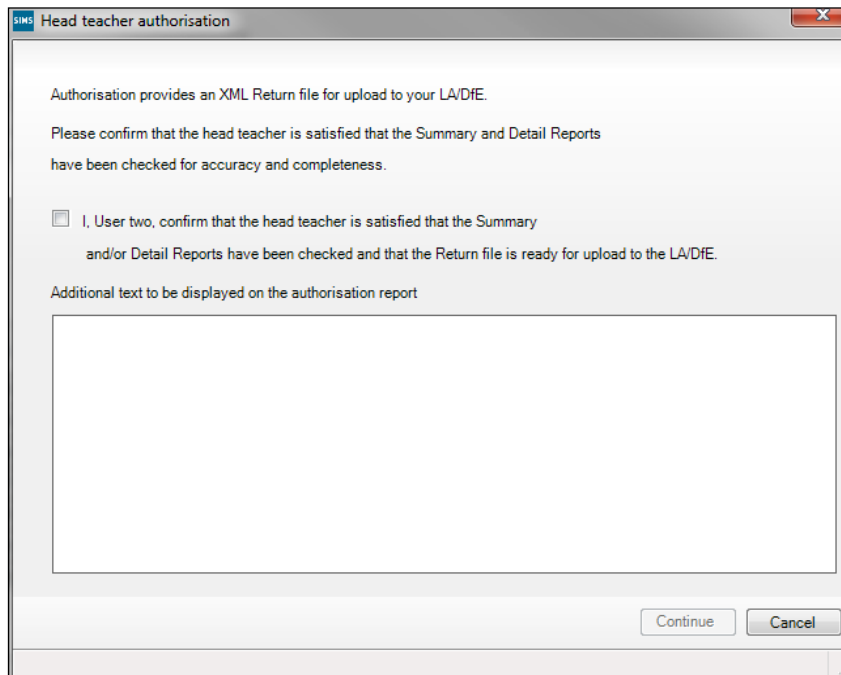 SIMS Head teacher authorisation
Authorisation provides an XML Return file for upload to your LA/DfE.
Please confirm that the head teacher is satisfied that the Summary and Detail Reports
have been checked for accuracy and completeness.
I, User two, confirm that the head teacher is satisfied that the Summary
and/or Detail Reports have been checked and that the Return file is ready for upload to the LA/DfE.
Additional text to be displayed on the authorisation report
Continue Cancel